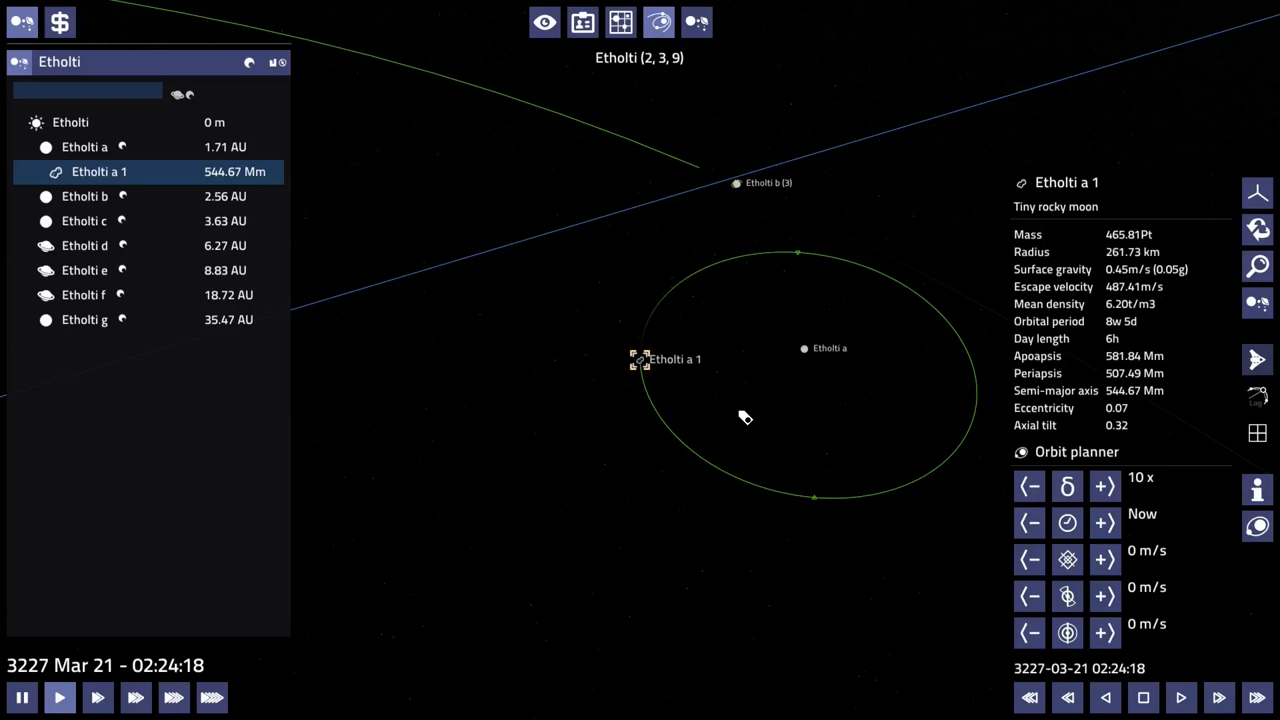 Etholti (2, 3, 9)
Etholti
Etholti 0 m
Etholti a 1.71 AU
Etholti a 1 544.67 Mm
Etholti b 2.56 AU
Etholti c 3.63 AU
Etholti d 6.27 AU
Etholti e 8.83 AU
Etholti f 18.72 AU
Etholti g 35.47 AU
Etholti b (3)
Etholti a
Etholti a 1
Etholti a 1
Tiny rocky moon
Mass 465.81Pt
Radius 261.73 km
Surface gravity 0.45m/s (0.05g)
Escape velocity 487.41m/s
Mean density 6.20t/m3
Orbital period 8w 5d
Day length 6h
Apoapsis 581.84 Mm
Periapsis 507.49 Mm
Semi-major axis 544.67 Mm
Eccentricity 0.07
Axial tilt 0.32
Orbit planner
10 x
Now
0 m/s
0 m/s
0 m/s
3227-03-21 02:24:18
Lug
3227 Mar 21 - 02:24:18